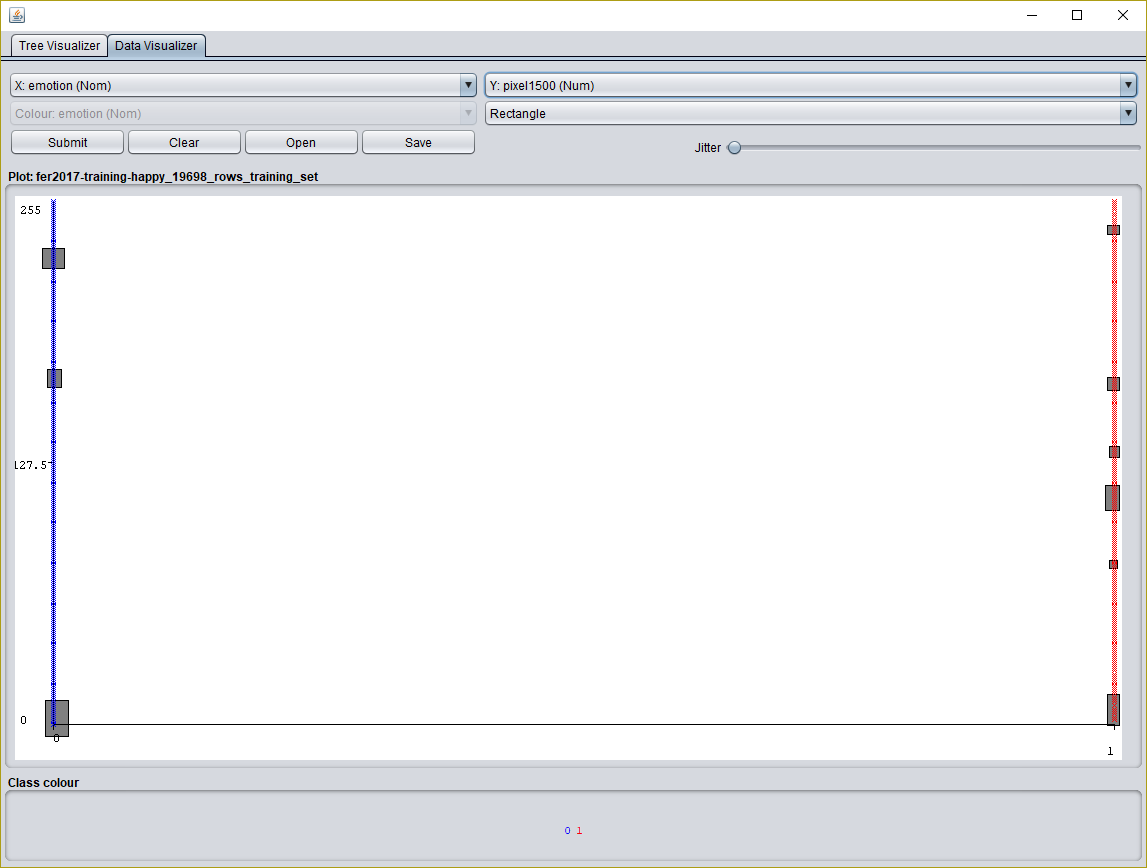 Tree Visualizer Data Visualizer
X: emotion (Nom) Y: pixel1500 (Num)
Colour: emotion (Nom) Rectangle
Submit Clear Open Save Jitter
Plot: fer2017-training-happy_19698_rows_training_set
255
127.5
0
0
1
Class colour
0 1